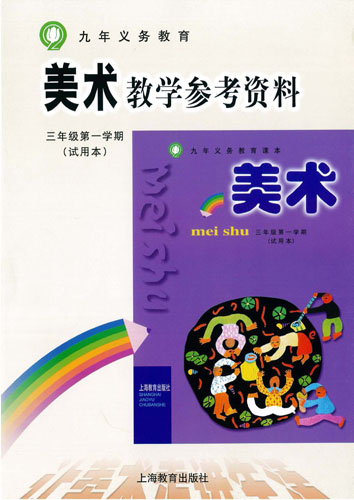 九年义务教育
美术教学参考资料
三年级第一学期
(试用本)
九年义务教育课本
美术
mei shu 三年级第一学期
(试用本)
mei shu
上海教育出版社
SHANGHAI
JIAOYU
CHUBANSHE
上海教育出版社